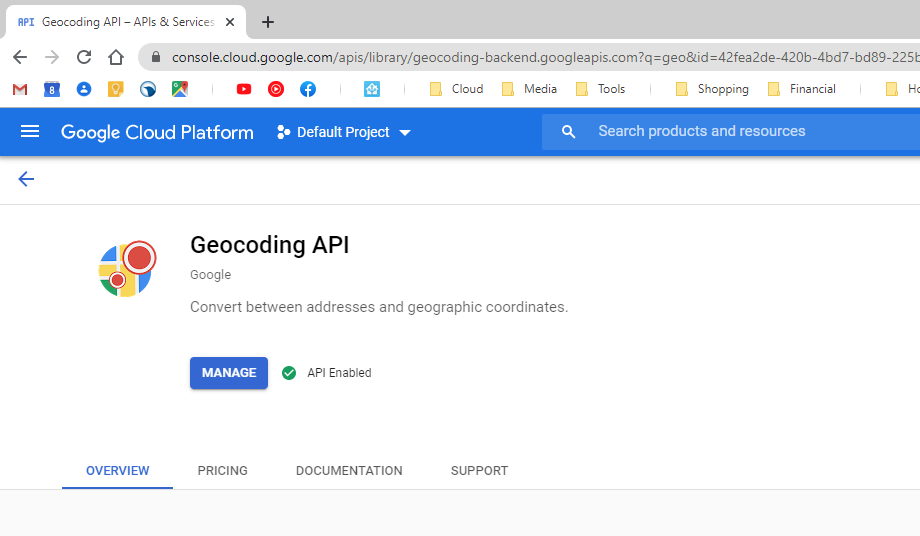 API Geocoding API – APIs & Services
console.cloud.google.com/apis/library/geocoding-backend.googleapis.com?q=geo&id=42fea2de-420b-4bd7-bd89-225b
8 Cloud Media Tools Shopping Financial Ho
Google Cloud Platform Default Project Search products and resources
Geocoding API
Google
Convert between addresses and geographic coordinates.
MANAGE API Enabled
OVERVIEW PRICING DOCUMENTATION SUPPORT